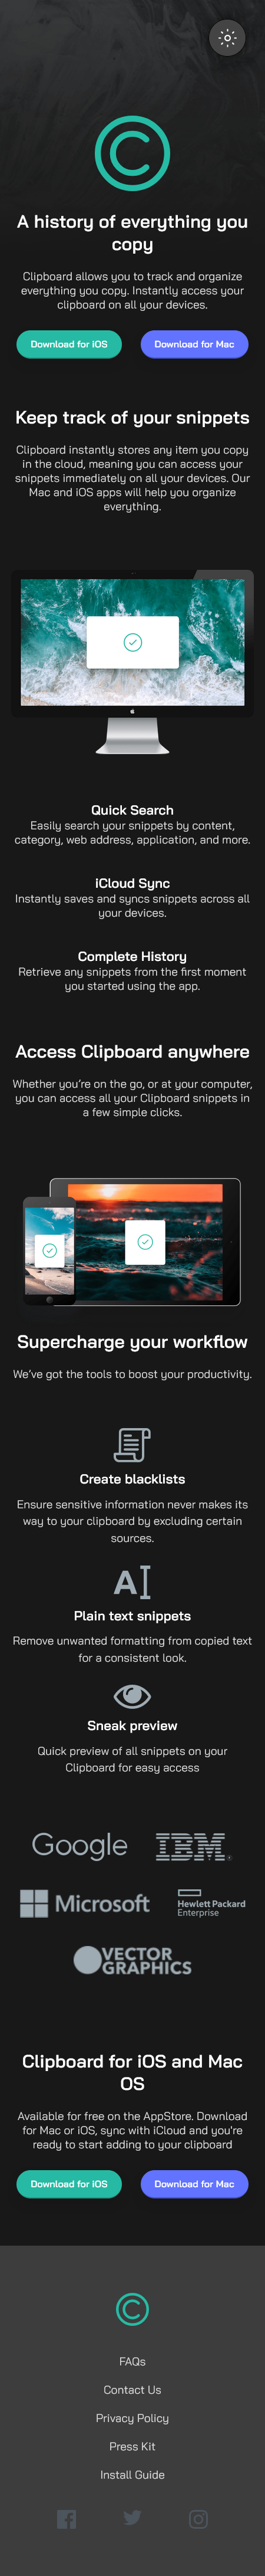 A history of everything you
copy
Clipboard allows you to track and organize
everything you copy. Instantly access your
clipboard on all your devices.
Download for iOS
Download for Mac
Keep track of your snippets
Clipboard instantly stores any item you copy
in the cloud, meaning you can access your
snippets immediately on all your devices. Our
Mac and iOS apps will help you organize
everything.
Quick Search
Easily search your snippets by content,
category, web address, application, and more.
iCloud Sync
Instantly saves and syncs snippets across all
your devices.
Complete History
Retrieve any snippets from the first moment
you started using the app.
Access Clipboard anywhere
Whether you’re on the go, or at your computer,
you can access all your Clipboard snippets in
a few simple clicks.
Supercharge your workflow
We’ve got the tools to boost your productivity.
Create blacklists
Ensure sensitive information never makes its
way to your clipboard by excluding certain
sources.
A
Plain text snippets
Remove unwanted formatting from copied text
for a consistent look.
Sneak preview
Quick preview of all snippets on your
Clipboard for easy access
Google
IBM
Microsoft
Hewlett Packard
Enterprise
VECTOR
GRAPHICS
Clipboard for iOS and Mac
OS
Available for free on the AppStore. Download
for Mac or iOS, sync with iCloud and you're
ready to start adding to your clipboard
Download for iOS
Download for Mac
FAQs
Contact Us
Privacy Policy
Press Kit
Install Guide